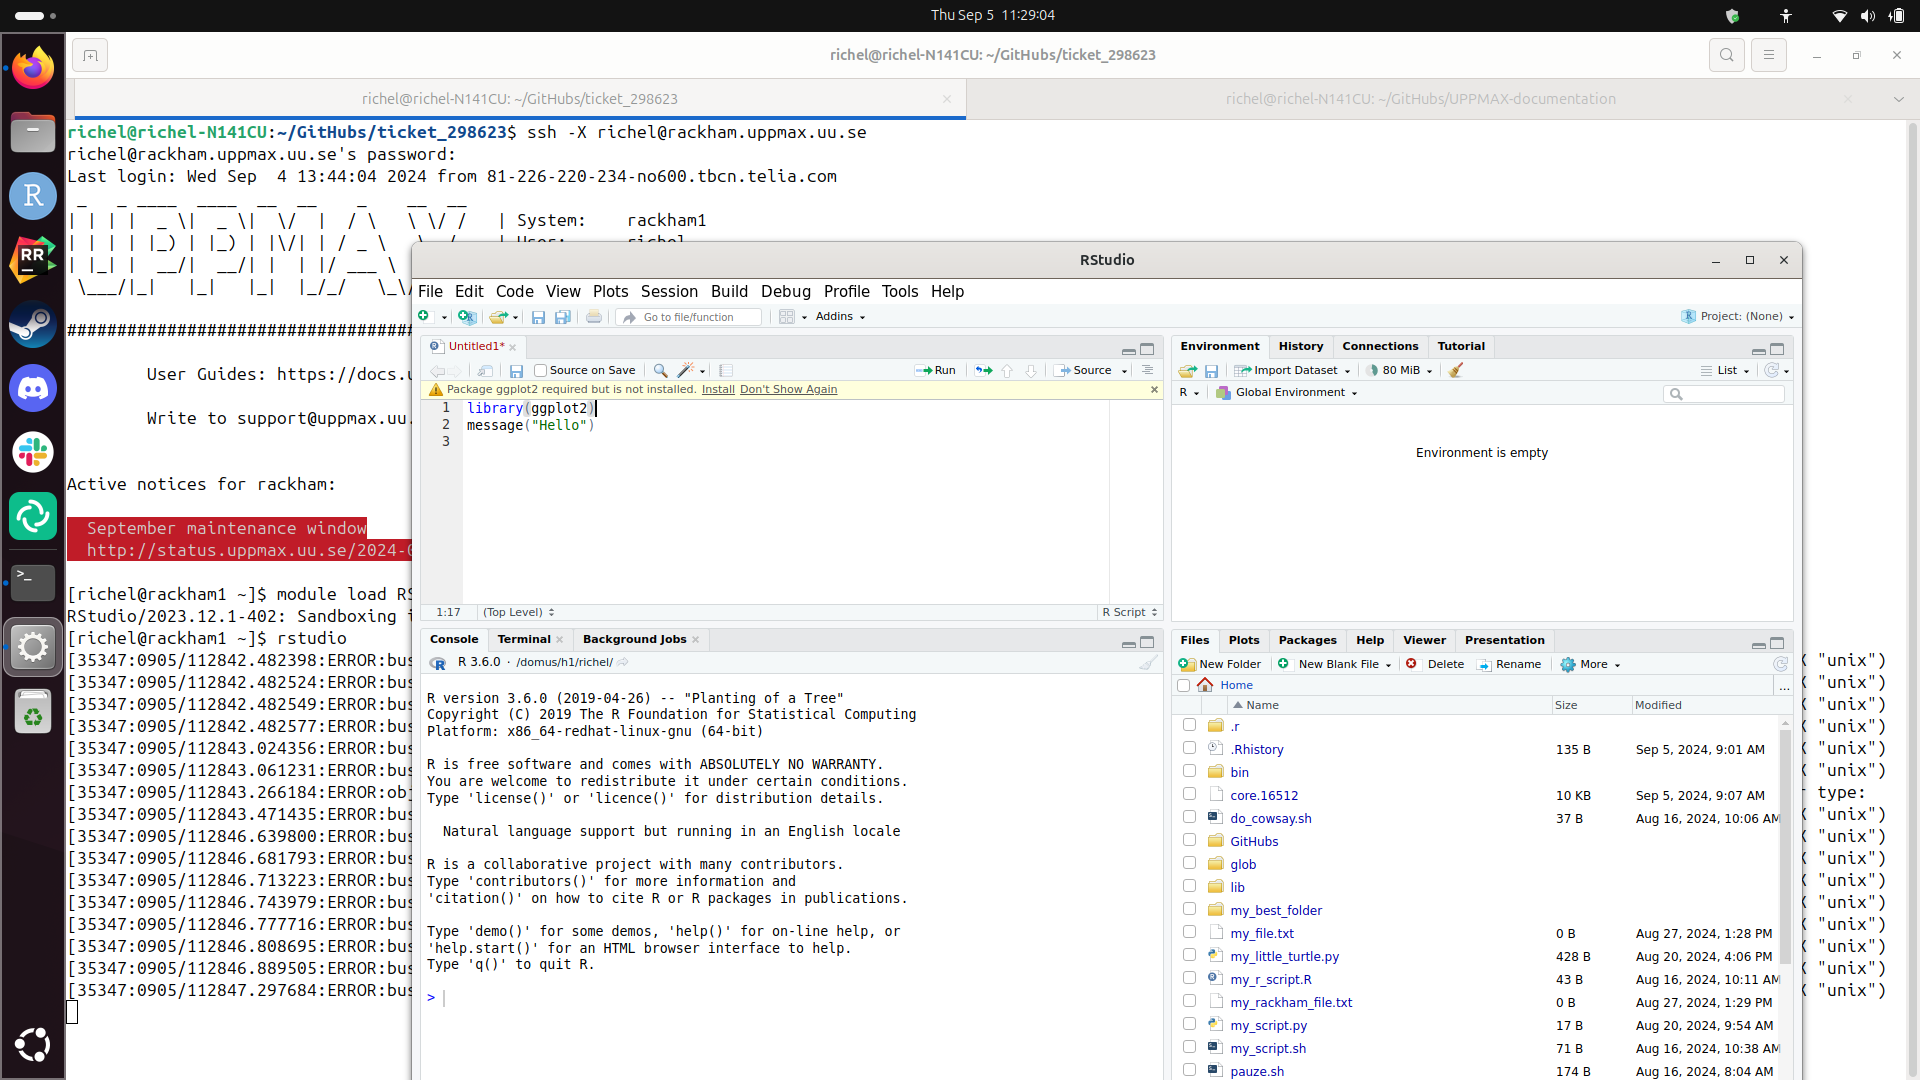 Thu Sep 5 11:29:04
richel@richel-N141CU: ~/GitHubs/ticket_298623
richel@richel-N141CU: ~/GitHubs/ticket_298623
richel@richel-N141CU: ~/GitHubs/UPPMAX-documentation
richel@richel-N141CU:~/GitHubs/ticket_298623$ ssh -X richel@rackham.uppmax.uu.se
richel@rackham.uppmax.uu.se's password:
Last login: Wed Sep  4 13:44:04 2024 from 81-226-220-234-no600.tbcn.telia.com
| System:    rackham1
| User:      richel
####################################
User Guides: https://docs.
Write to support@uppmax.uu.
Active notices for rackham:
September maintenance window
http://status.uppmax.uu.se/2024-
[richel@rackham1 ~]$ module load RS
RStudio/2023.12.1-402: Sandboxing
[richel@rackham1 ~]$ rstudio
[35347:0905/112842.482398:ERROR:bus
[35347:0905/112842.482524:ERROR:bus
[35347:0905/112842.482549:ERROR:bus
[35347:0905/112842.482577:ERROR:bus
[35347:0905/112843.024356:ERROR:bus
[35347:0905/112843.061231:ERROR:bus
[35347:0905/112843.266184:ERROR:obj
[35347:0905/112843.471435:ERROR:bus
[35347:0905/112846.639800:ERROR:bus
[35347:0905/112846.681793:ERROR:bus
[35347:0905/112846.713223:ERROR:bus
[35347:0905/112846.743979:ERROR:bus
[35347:0905/112846.777716:ERROR:bus
[35347:0905/112846.808695:ERROR:bus
[35347:0905/112846.889505:ERROR:bus
[35347:0905/112847.297684:ERROR:bus
RStudio
File Edit Code View Plots Session Build Debug Profile Tools Help
Go to file/function
Addins
Project: (None)
Untitled1*
Source on Save
Run
Source
Package ggplot2 required but is not installed. Install Don't Show Again
1 library(ggplot2)
2 message("Hello")
3
1:17 (Top Level) R Script
Console Terminal Background Jobs
R 3.6.0 · /domus/h1/richel/
R version 3.6.0 (2019-04-26) -- "Planting of a Tree"
Copyright (C) 2019 The R Foundation for Statistical Computing
Platform: x86_64-redhat-linux-gnu (64-bit)
R is free software and comes with ABSOLUTELY NO WARRANTY.
You are welcome to redistribute it under certain conditions.
Type 'license()' or 'licence()' for distribution details.
Natural language support but running in an English locale
R is a collaborative project with many contributors.
Type 'contributors()' for more information and
'citation()' on how to cite R or R packages in publications.
Type 'demo()' for some demos, 'help()' for on-line help, or
'help.start()' for an HTML browser interface to help.
Type 'q()' to quit R.
>
Environment History Connections Tutorial
Import Dataset 80 MiB List
R Global Environment
Environment is empty
Files Plots Packages Help Viewer Presentation
New Folder New Blank File Delete Rename More
Home ...
Name Size Modified
.r
.Rhistory 135 B Sep 5, 2024, 9:01 AM
bin
core.16512 10 KB Sep 5, 2024, 9:07 AM
do_cowsay.sh 37 B Aug 16, 2024, 10:06 AM
GitHubs
glob
lib
my_best_folder
my_file.txt 0 B Aug 27, 2024, 1:28 PM
my_little_turtle.py 428 B Aug 20, 2024, 4:06 PM
my_r_script.R 43 B Aug 16, 2024, 10:11 AM
my_rackham_file.txt 0 B Aug 27, 2024, 1:29 PM
my_script.py 17 B Aug 20, 2024, 9:54 AM
my_script.sh 71 B Aug 16, 2024, 10:38 AM
pauze.sh 174 B Aug 16, 2024, 8:04 AM
"unix")
"unix")
"unix")
"unix")
"unix")
"unix")
type:
"unix")
"unix")
"unix")
"unix")
"unix")
"unix")
"unix")
"unix")
"unix")